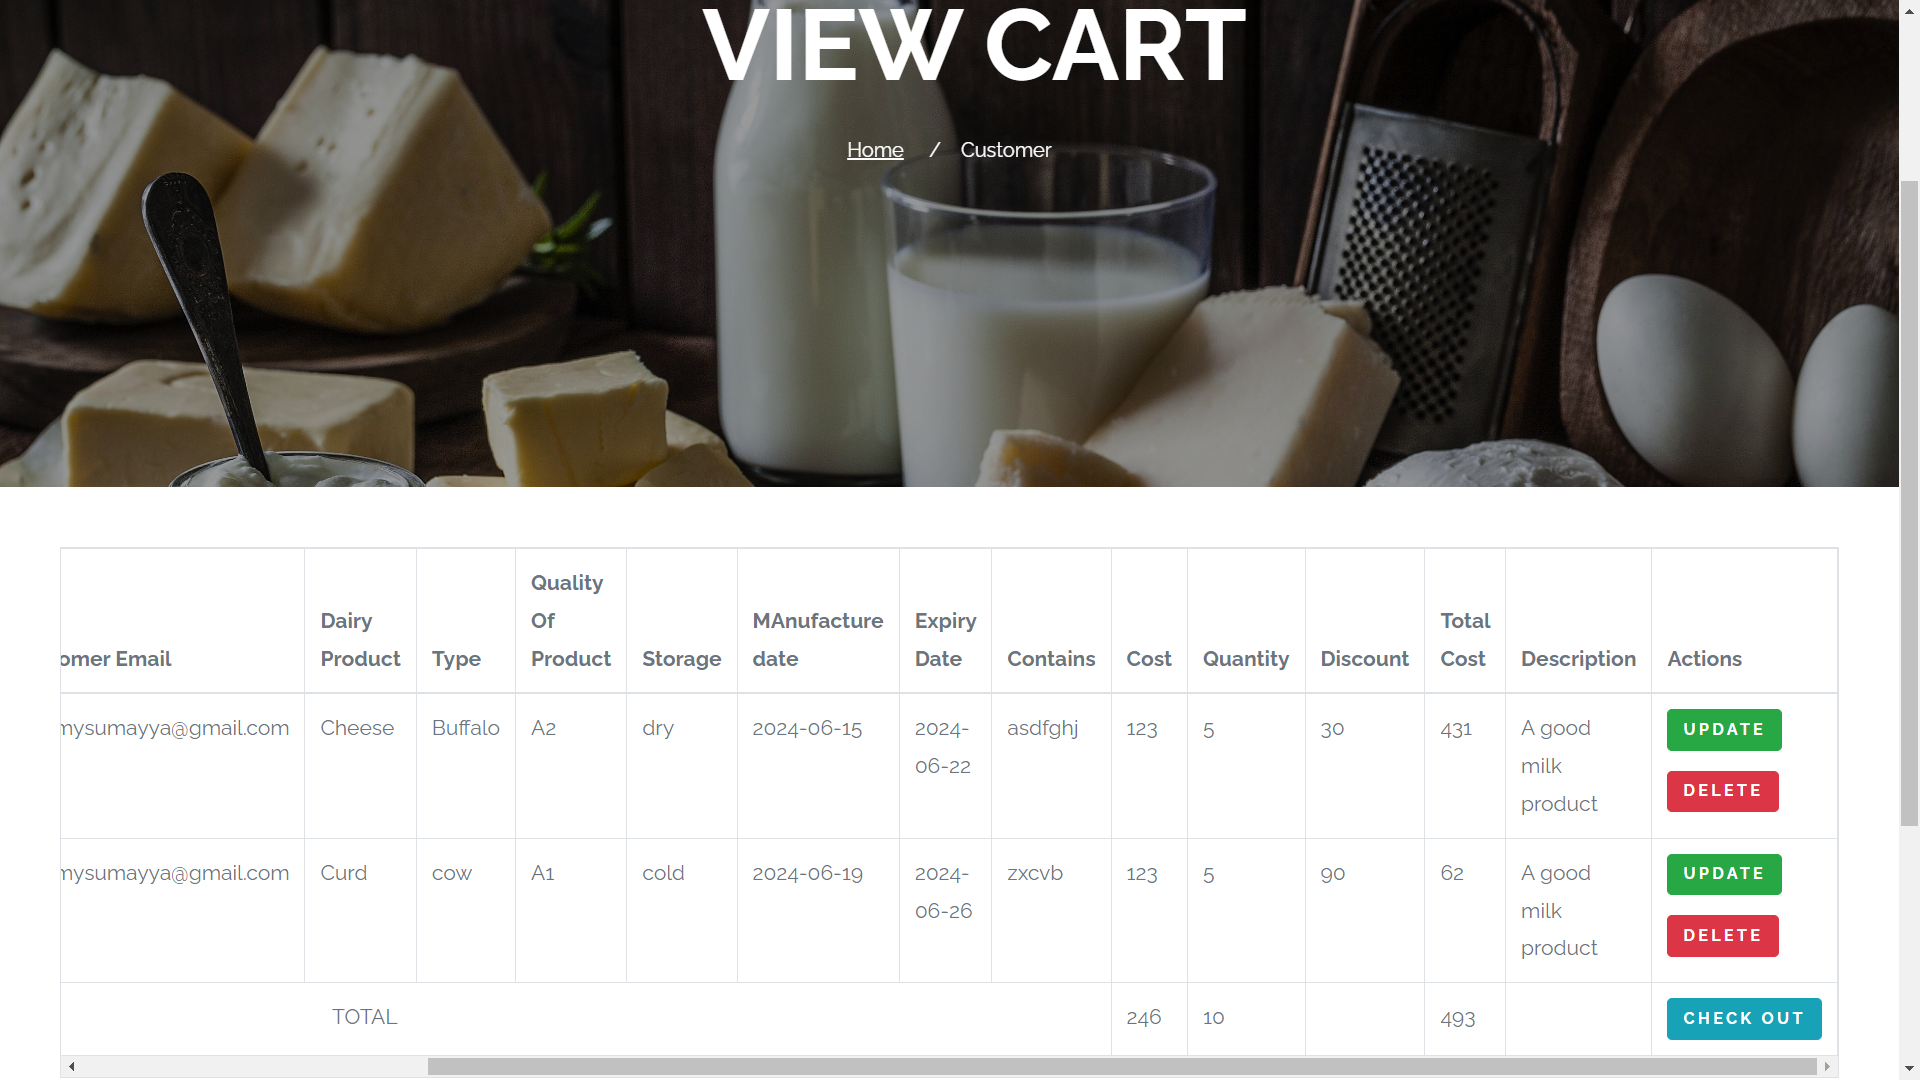 VIEW CART
Home / Customer
omer Email Dairy Product Type Quality Of Product Storage MAnufacture date Expiry Date Contains Cost Quantity Discount Total Cost Description Actions
mysumayya@gmail.com Cheese Buffalo A2 dry 2024-06-15 2024-06-22 asdfghj 123 5 30 431 A good milk product UPDATE DELETE
mysumayya@gmail.com Curd cow A1 cold 2024-06-19 2024-06-26 zxcvb 123 5 90 62 A good milk product UPDATE DELETE
TOTAL 246 10 493 CHECK OUT